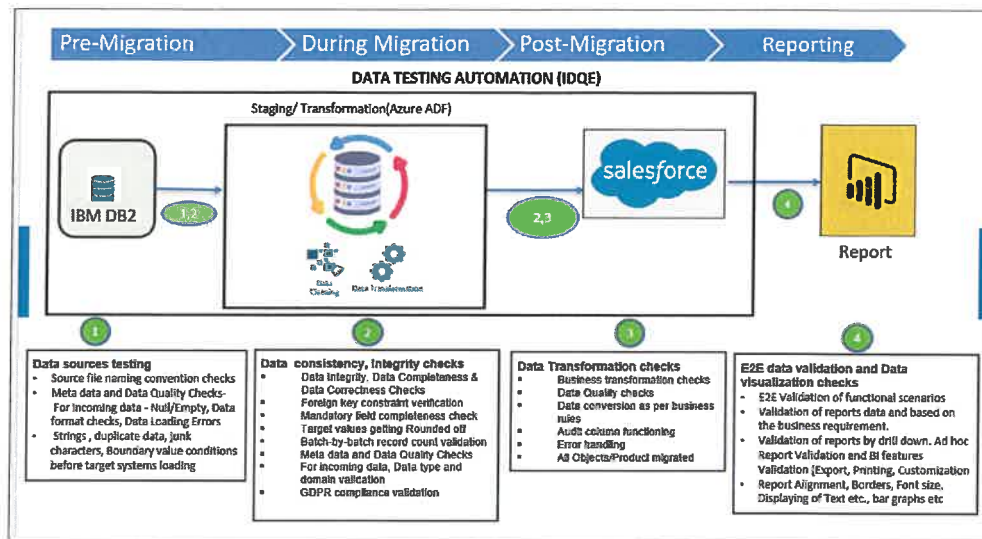 Pre-Migration
During Migration
Post-Migration
Reporting
DATA TESTING AUTOMATION (IDQE)
Staging/ Transformation(Azure ADF)
IBM DB2
1,2
Data
Cleaning
Data Transformation
2,3
salesforce
4
Report
1
2
3
4
Data sources testing
• Source file naming convention checks
• Meta data and Data Quality Checks-
For incoming data - Null/Empty, Data
format checks, Data Loading Errors
• Strings , duplicate data, junk
characters, Boundary value conditions
before target systems loading
Data consistency, Integrity checks
• Data Integrity, Data Completeness &
Data Correctness Checks
• Foreign key constraint verification
• Mandatory field completeness check
• Target values getting Rounded off
• Batch-by-batch record count validation
• Meta data and Data Quality Checks
• For incoming data, Data type and
domain validation
• GDPR compliance validation
Data Transformation checks
• Business transformation checks
• Data Quality checks
• Data conversion as per business
rules
• Audit column functioning
• Error handling
• All Objects/Product migrated
E2E data validation and Data
visualization checks
• E2E Validation of functional scenarios
• Validation of reports data and based on
the business requirement.
• Validation of reports by drill down. Ad hoc
Report Validation and BI features
Validation (Export, Printing, Customization
• Report Alignment, Borders, Font size,
Displaying of Text etc., bar graphs etc